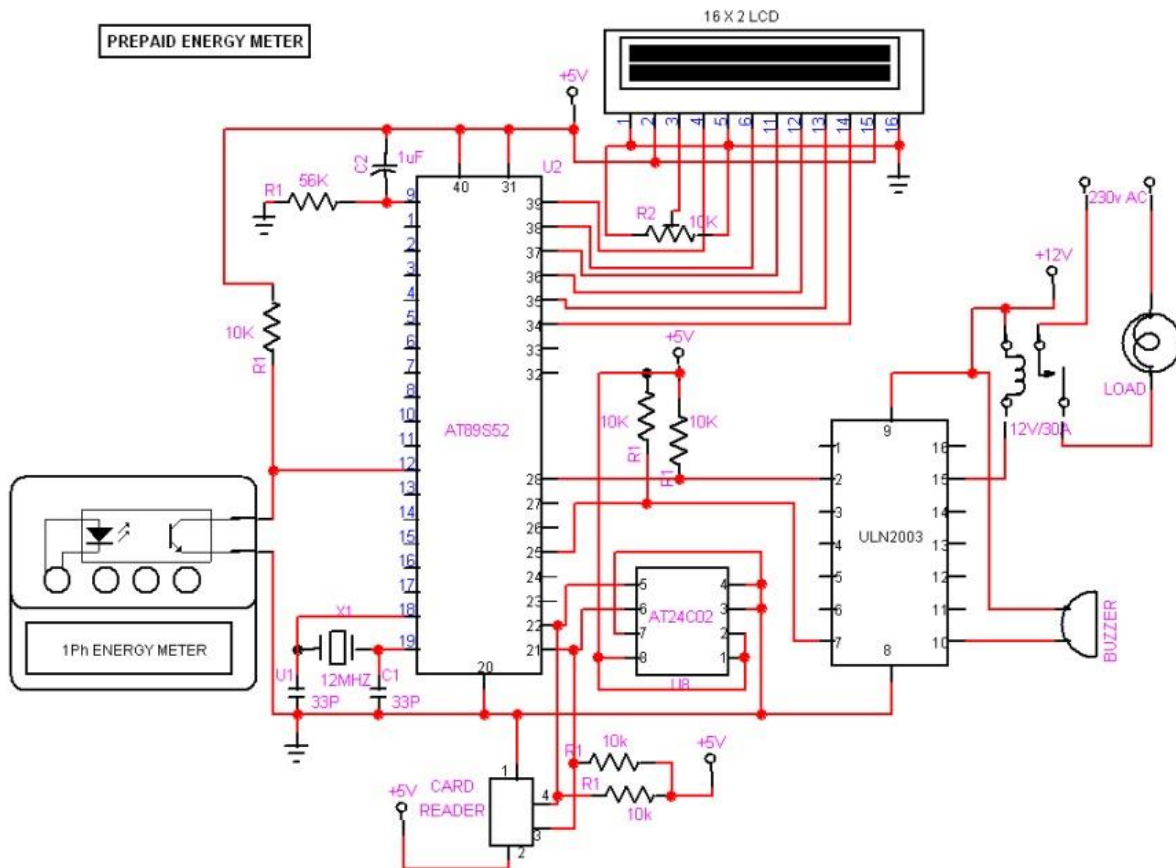 16 X 2 LCD
PREPAID ENERGY METER
+5V
1 2 3 4 5 6 11 12 13 14 15 16
C2
1uF
U2
R1
56K
40
31
9
1
2
3
4
5
6
7
8
10
11
12
13
14
15
16
17
18
19
39
38
37
36
35
34
33
32
28
27
26
25
24
23
22
21
20
AT89S52
R2
10K
230v AC
+12V
LOAD
12V/30A
10K
R1
+5V
10K
R1
10K
R1
9
1
2
3
4
5
6
7
8
16
15
14
13
12
11
10
ULN2003
BUZZER
5
6
7
8
4
3
2
1
AT24C02
U8
1Ph ENERGY METER
X1
12MHZ
U1
33P
C1
33P
R1
10k
R1
10k
+5V
CARD
READER
1
4
3
2
+5V